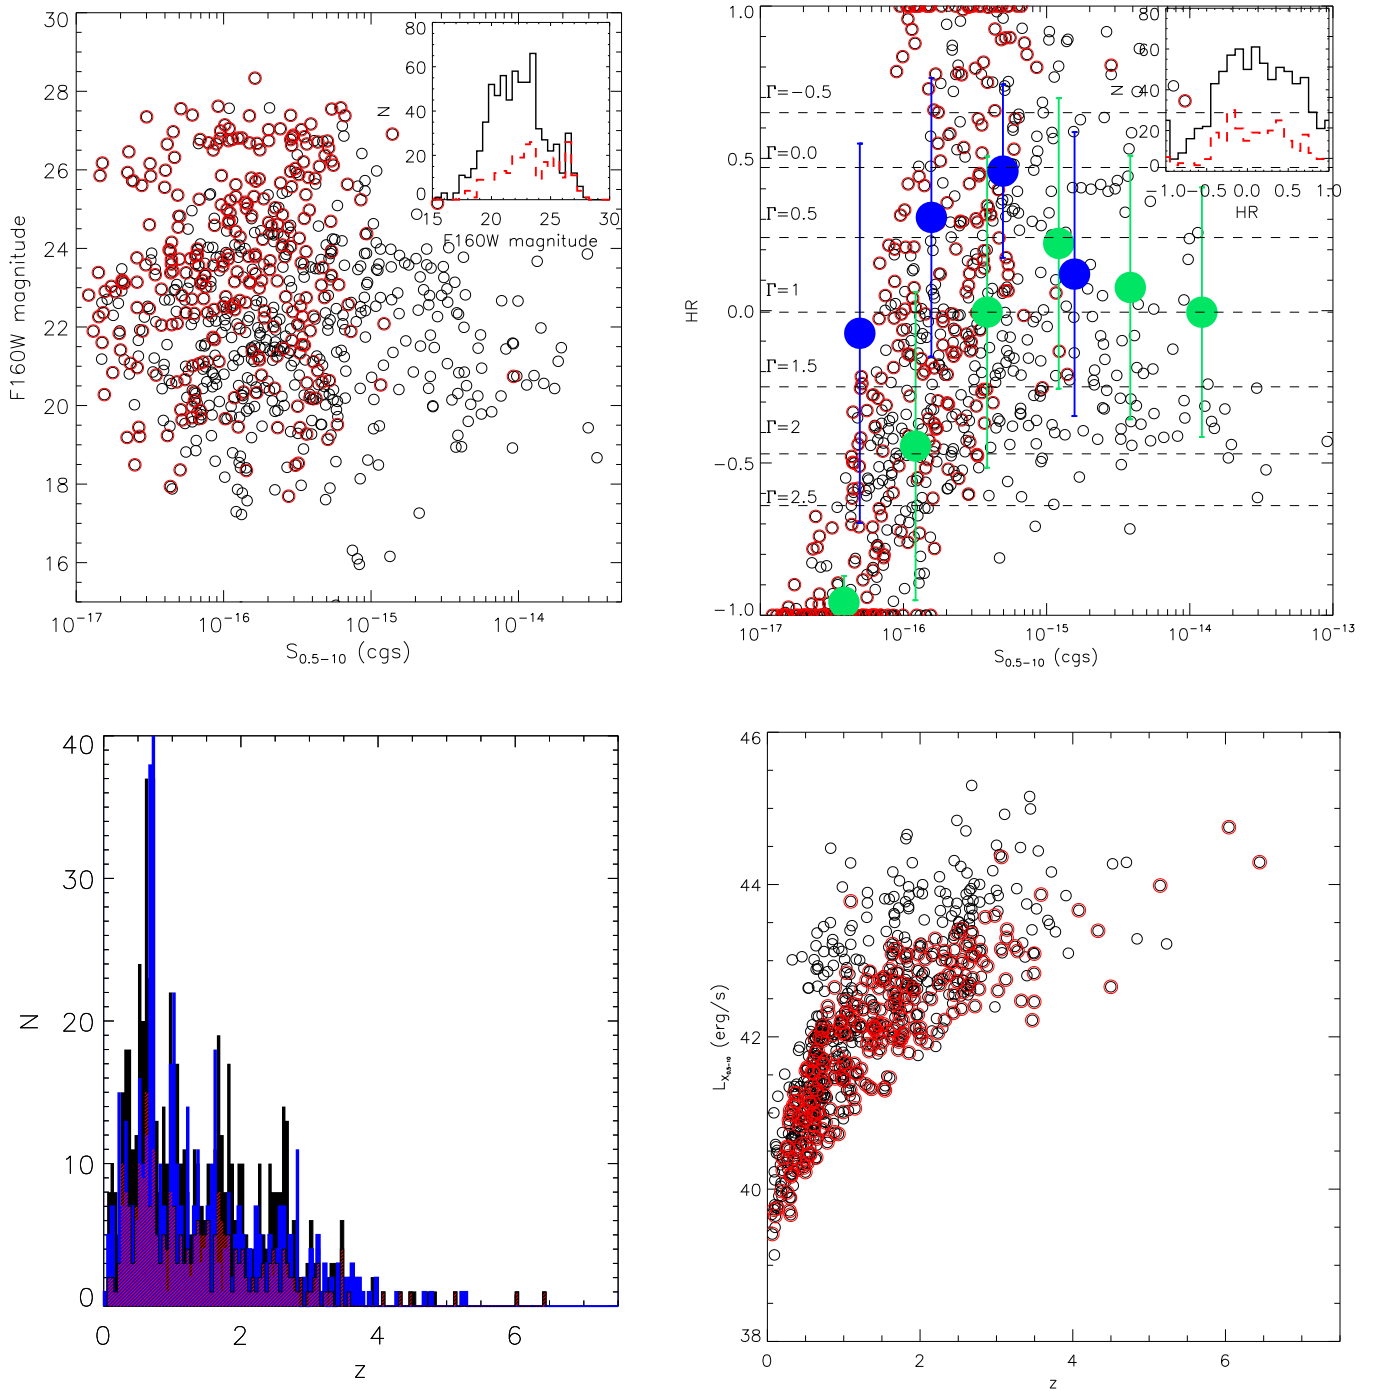 30
28
26
24
22
20
18
16
F160W magnitude
10⁻¹⁷ 10⁻¹⁶ 10⁻¹⁵ 10⁻¹⁴
S0.5−10 (cgs)
80
60
40
20
0
N
15 20 25 30
F160W magnitude
1.0
0.5
0.0
−0.5
−1.0
HR
Γ=−0.5
Γ=0.0
Γ=0.5
Γ=1
Γ=1.5
Γ=2
Γ=2.5
10⁻¹⁷ 10⁻¹⁶ 10⁻¹⁵ 10⁻¹⁴ 10⁻¹³
S0.5−10 (cgs)
80
60
40
20
0
N
−1.0 −0.5 0.0 0.5 1.0
HR
40
30
20
10
0
N
0 2 4 6
z
46
44
42
40
38
LX0.5−10 (erg/s)
0 2 4 6
z